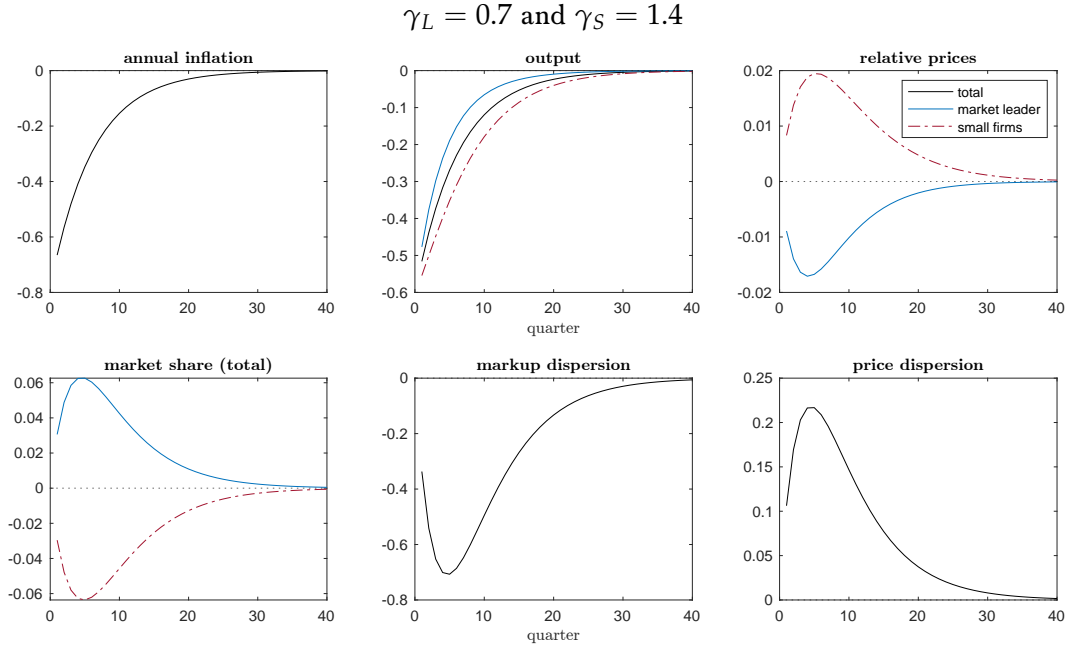 γ_L = 0.7 and γ_S = 1.4
annual inflation
0
-0.2
-0.4
-0.6
-0.8
0 10 20 30 40
output
0
-0.1
-0.2
-0.3
-0.4
-0.5
-0.6
0 10 20 30 40
quarter
relative prices
0.02
0.01
0
-0.01
-0.02
0 10 20 30 40
total
market leader
small firms
market share (total)
0.06
0.04
0.02
0
-0.02
-0.04
-0.06
0 10 20 30 40
markup dispersion
0
-0.2
-0.4
-0.6
-0.8
0 10 20 30 40
quarter
price dispersion
0.25
0.2
0.15
0.1
0.05
0
0 10 20 30 40